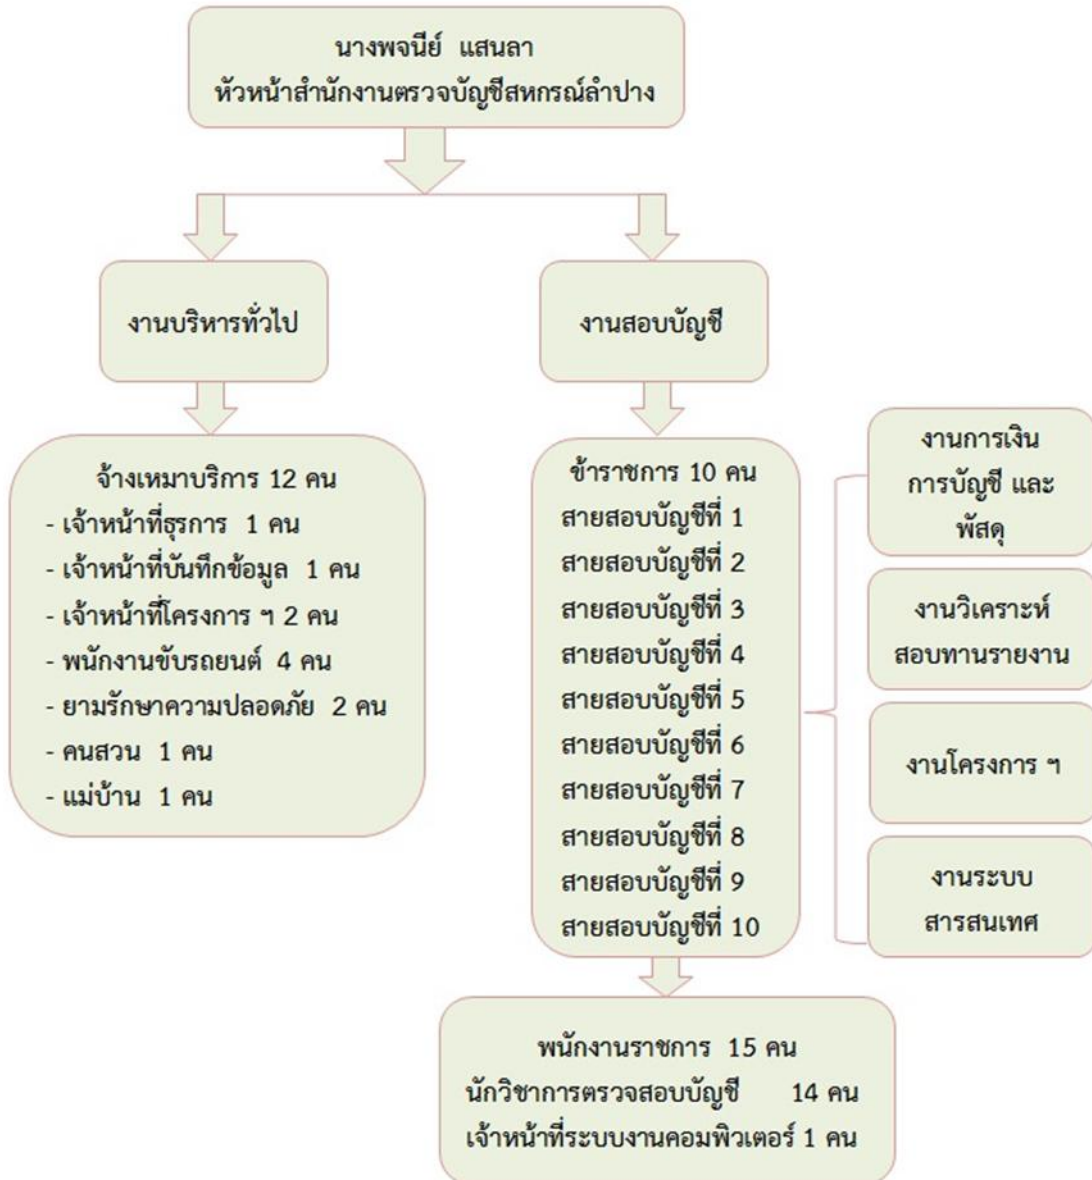 นางพจนีย์ แสนลา
หัวหน้าสำนักงานตรวจบัญชีสหกรณ์ลำปาง
งานบริหารทั่วไป
งานสอบบัญชี
จ้างเหมาบริการ 12 คน
- เจ้าหน้าที่ธุรการ 1 คน
- เจ้าหน้าที่บันทึกข้อมูล 1 คน
- เจ้าหน้าที่โครงการ ฯ 2 คน
- พนักงานขับรถยนต์ 4 คน
- ยามรักษาความปลอดภัย 2 คน
- คนสวน 1 คน
- แม่บ้าน 1 คน
ข้าราชการ 10 คน
สายสอบบัญชีที่ 1
สายสอบบัญชีที่ 2
สายสอบบัญชีที่ 3
สายสอบบัญชีที่ 4
สายสอบบัญชีที่ 5
สายสอบบัญชีที่ 6
สายสอบบัญชีที่ 7
สายสอบบัญชีที่ 8
สายสอบบัญชีที่ 9
สายสอบบัญชีที่ 10
งานการเงิน
การบัญชี และ
พัสดุ
งานวิเคราะห์
สอบทานรายงาน
งานโครงการ ฯ
งานระบบ
สารสนเทศ
พนักงานราชการ 15 คน
นักวิชาการตรวจสอบบัญชี 14 คน
เจ้าหน้าที่ระบบงานคอมพิวเตอร์ 1 คน